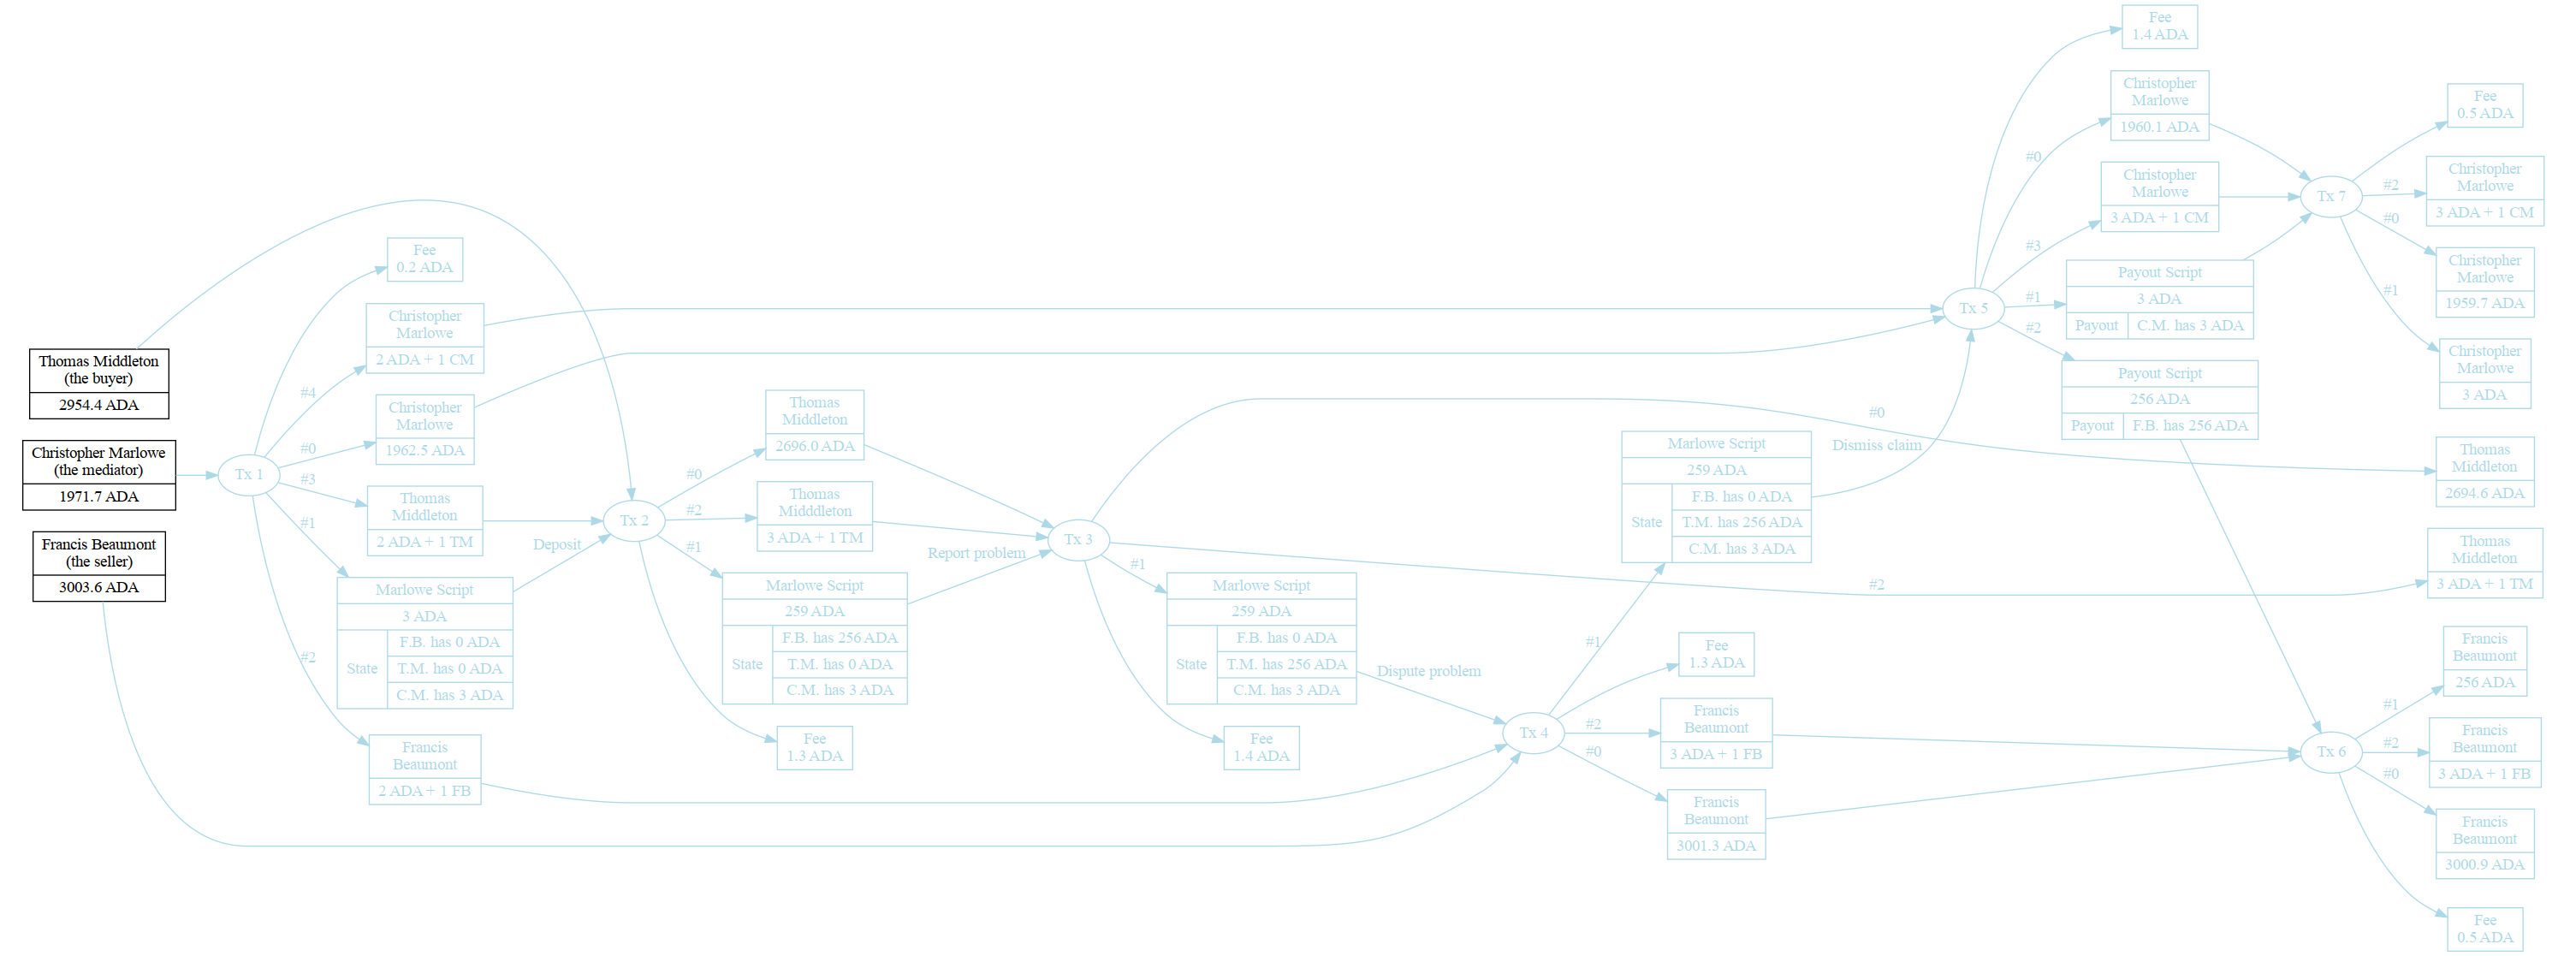 Thomas Middleton
(the buyer)
2954.4 ADA
Christopher Marlowe
(the mediator)
1971.7 ADA
Francis Beaumont
(the seller)
3003.6 ADA
Tx 1
#4
#0
#3
#1
#2
Fee
0.2 ADA
Christopher
Marlowe
2 ADA + 1 CM
Christopher
Marlowe
1962.5 ADA
Thomas
Middleton
2 ADA + 1 TM
Marlowe Script
3 ADA
State
F.B. has 0 ADA
T.M. has 0 ADA
C.M. has 3 ADA
Francis
Beaumont
2 ADA + 1 FB
Deposit
Tx 2
#0
#2
#1
Thomas
Middleton
2696.0 ADA
Thomas
Midddleton
3 ADA + 1 TM
Marlowe Script
259 ADA
State
F.B. has 256 ADA
T.M. has 0 ADA
C.M. has 3 ADA
Fee
1.3 ADA
Report problem
Tx 3
#1
#0
#2
Marlowe Script
259 ADA
State
F.B. has 0 ADA
T.M. has 256 ADA
C.M. has 3 ADA
Fee
1.4 ADA
Dispute problem
Tx 4
#1
#2
#0
Marlowe Script
259 ADA
State
F.B. has 0 ADA
T.M. has 256 ADA
C.M. has 3 ADA
Fee
1.3 ADA
Francis
Beaumont
3 ADA + 1 FB
Francis
Beaumont
3001.3 ADA
Dismiss claim
Tx 5
#0
#3
#1
#2
Fee
1.4 ADA
Christopher
Marlowe
1960.1 ADA
Christopher
Marlowe
3 ADA + 1 CM
Payout Script
3 ADA
Payout
C.M. has 3 ADA
Payout Script
256 ADA
Payout
F.B. has 256 ADA
Tx 7
#2
#0
#1
Fee
0.5 ADA
Christopher
Marlowe
3 ADA + 1 CM
Christopher
Marlowe
1959.7 ADA
Christopher
Marlowe
3 ADA
Thomas
Middleton
2694.6 ADA
Thomas
Middleton
3 ADA + 1 TM
Tx 6
#1
#2
#0
Francis
Beaumont
256 ADA
Francis
Beaumont
3 ADA + 1 FB
Francis
Beaumont
3000.9 ADA
Fee
0.5 ADA